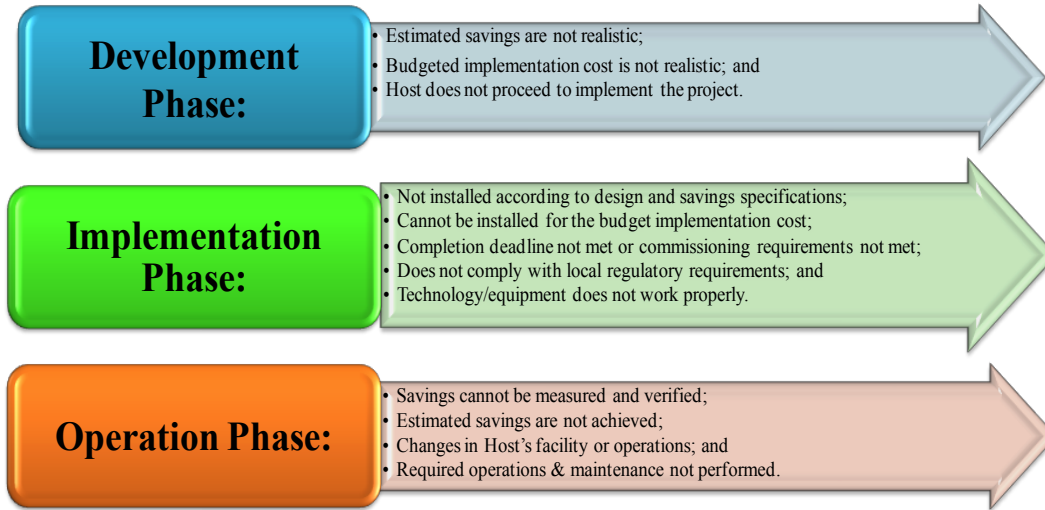 Development
Phase:
• Estimated savings are not realistic;
• Budgeted implementation cost is not realistic; and
• Host does not proceed to implement the project.
Implementation
Phase:
• Not installed according to design and savings specifications;
• Cannot be installed for the budget implementation cost;
• Completion deadline not met or commissioning requirements not met;
• Does not comply with local regulatory requirements; and
• Technology/equipment does not work properly.
Operation Phase:
• Savings cannot be measured and verified;
• Estimated savings are not achieved;
• Changes in Host's facility or operations; and
• Required operations & maintenance not performed.